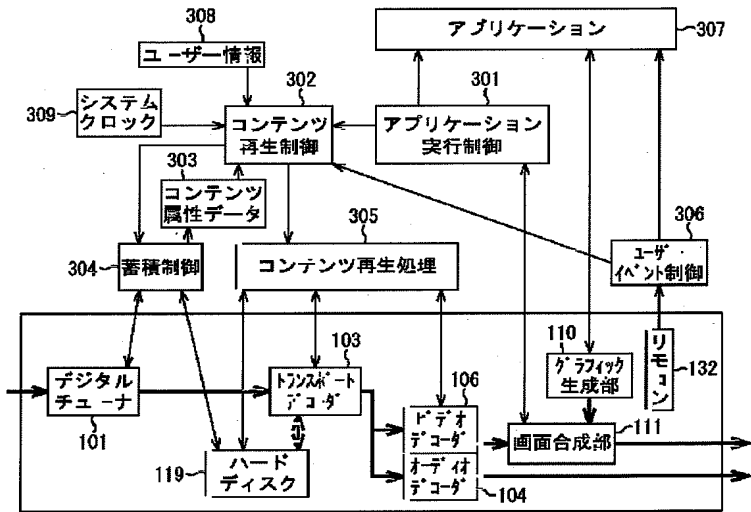 308
ユーザー情報
アプリケーション
307
309
システム
クロック
302
コンテンツ
再生制御
301
アプリケーション
実行制御
303
コンテンツ
属性データ
304
蓄積制御
305
コンテンツ再生処理
306
ユーザ・
イベント制御
デジタル
チューナ
101
103
トランスポート
デコーダ
106
ビデオ
デコーダ
オーディオ
デコーダ
104
110
グラフィック
生成部
画面合成部
111
リモコン
132
119
ハード
ディスク